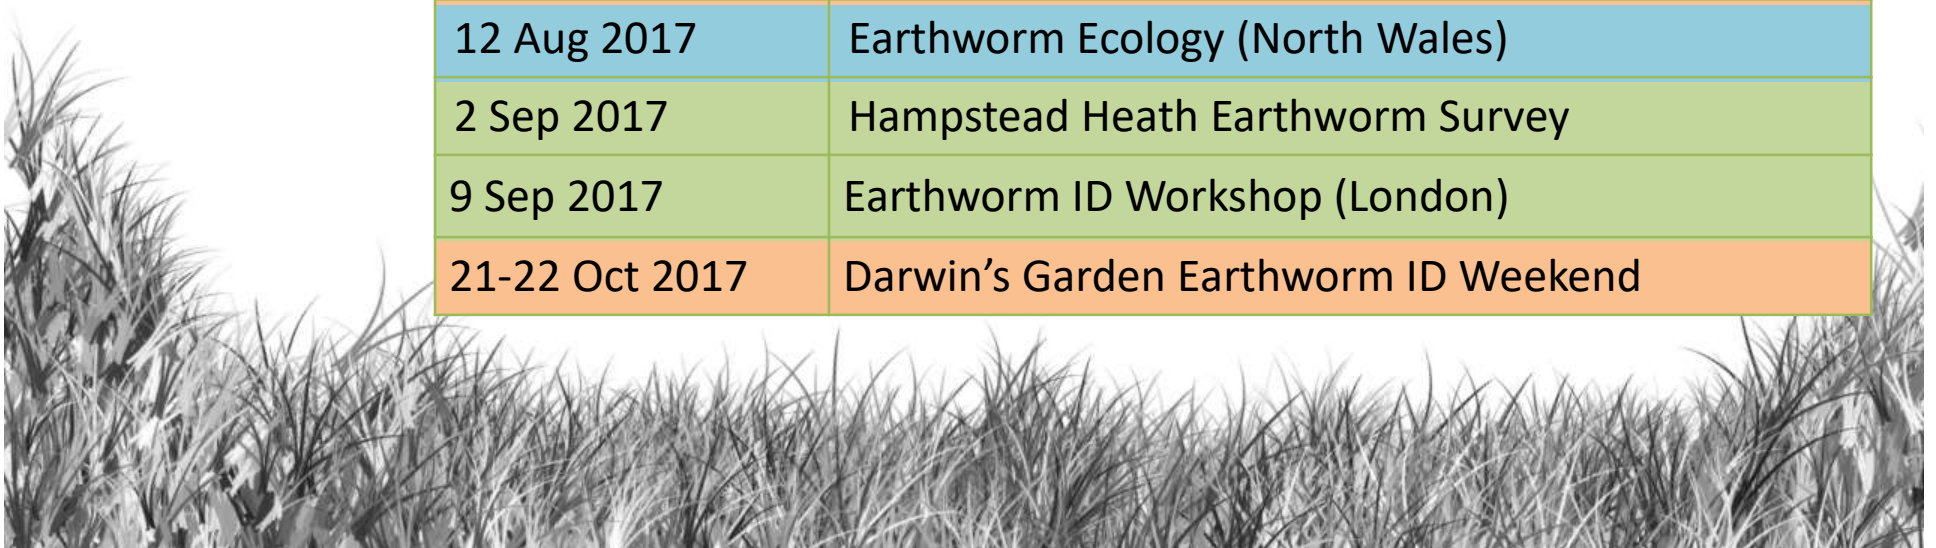 12 Aug 2017 Earthworm Ecology (North Wales)
2 Sep 2017 Hampstead Heath Earthworm Survey
9 Sep 2017 Earthworm ID Workshop (London)
21-22 Oct 2017 Darwin’s Garden Earthworm ID Weekend